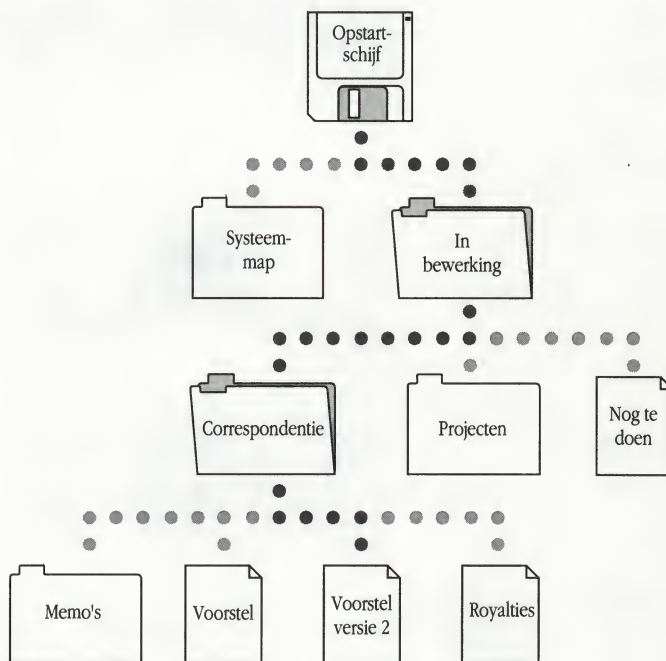 Opstart-
schijf
Systeem-
map
In
bewerking
Correspondentie
Projecten
Nog te
doen
Memo's
Voorstel
Voorstel
versie 2
Royalties